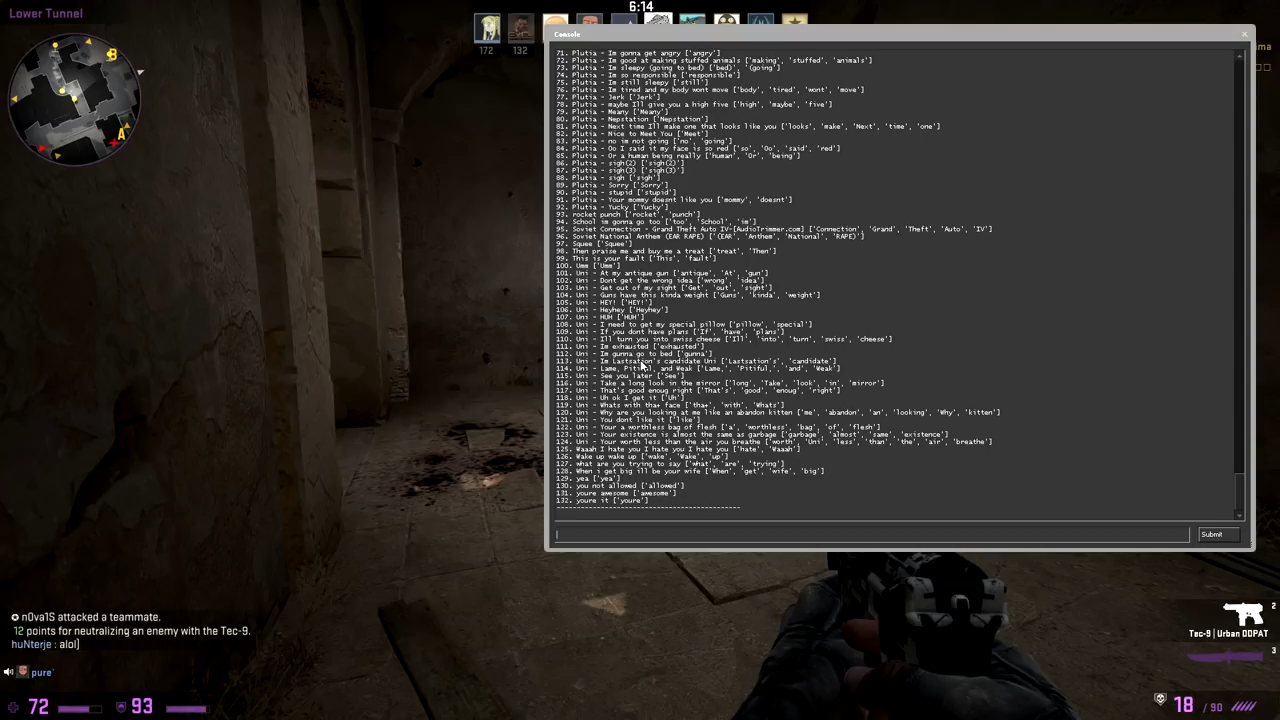 Lower Tunnel
6:14
172
132
B
A
Console
71. Plutia - Im gonna get angry ['angry']
72. Plutia - Im good at making stuffed animals ['making', 'stuffed', 'animals']
73. Plutia - Im sleepy (going to bed) ['bed)', '(going']
74. Plutia - Im so responsible ['responsible']
75. Plutia - Im still sleepy ['still']
76. Plutia - Im tired and my body wont move ['body', 'tired', 'wont', 'move']
77. Plutia - Jerk ['Jerk']
78. Plutia - maybe Ill give you a high five ['high', 'maybe', 'five']
79. Plutia - Meany ['Meany']
80. Plutia - Nepstation ['Nepstation']
81. Plutia - Next time Ill make one that looks like you ['looks', 'make', 'Next', 'time', 'one']
82. Plutia - Nice to Meet You ['Meet']
83. Plutia - no im not going ['no', 'going']
84. Plutia - Oo I said it my face is so red ['so', 'Oo', 'said', 'red']
85. Plutia - Or a human being really ['human', 'Or', 'being']
86. Plutia - sigh(2) ['sigh(2)']
87. Plutia - sigh(3) ['sigh(3)']
88. Plutia - sigh ['sigh']
89. Plutia - Sorry ['Sorry']
90. Plutia - stupid ['stupid']
91. Plutia - Your mommy doesnt like you ['mommy', 'doesnt']
92. Plutia - Yucky ['Yucky']
93. rocket punch ['rocket', 'punch']
94. School im gonna go too ['too', 'School', 'im']
95. Soviet Connection - Grand Theft Auto IV-[AudioTrimmer.com] ['Connection', 'Grand', 'Theft', 'Auto', 'IV']
96. Soviet National Anthem (EAR RAPE) ['(EAR', 'Anthem', 'National', 'RAPE)']
97. Squee ['Squee']
98. Then praise me and buy me a treat ['treat', 'Then']
99. This is your fault ['This', 'fault']
100. Umm ['Umm']
101. Uni - At my antique gun ['antique', 'At', 'gun']
102. Uni - Dont get the wrong idea ['wrong', 'idea']
103. Uni - Get out of my sight ['Get', 'out', 'sight']
104. Uni - Guns have this kinda weight ['Guns', 'kinda', 'weight']
105. Uni - HEY! ['HEY!']
106. Uni - Heyhey ['Heyhey']
107. Uni - HUH ['HUH']
108. Uni - I need to get my special pillow ['pillow', 'special']
109. Uni - If you dont have plans ['If', 'have', 'plans']
110. Uni - Ill turn you into swiss cheese ['Ill', 'into', 'turn', 'swiss', 'cheese']
111. Uni - Im exhausted ['exhausted']
112. Uni - Im gunna go to bed ['gunna']
113. Uni - Im Lastsation's candidate Uni ['Lastsation's', 'candidate']
114. Uni - Lame, Pitiful, and Weak ['Lame,', 'Pitiful,', 'and', 'Weak']
115. Uni - See you later ['See']
116. Uni - Take a long look in the mirror ['long', 'Take', 'look', 'in', 'mirror']
117. Uni - That's good enoug right ['That's', 'good', 'enoug', 'right']
118. Uni - Uh ok I get it ['Uh']
119. Uni - Whats with tha+ face ['tha+', 'with', 'Whats']
120. Uni - Why are you looking at me like an abandon kitten ['me', 'abandon', 'an', 'looking', 'Why', 'kitten']
121. Uni - You dont like it ['like']
122. Uni - Your a worthless bag of flesh ['a', 'worthless', 'bag', 'of', 'flesh']
123. Uni - Your existence is almost the same as garbage ['garbage', 'almost', 'same', 'existence']
124. Uni - Your worth less than the air you breathe ['worth', 'Uni', 'less', 'than', 'the', 'air', 'breathe']
125. Waaah I hate you I hate you I hate you ['hate', 'Waaah']
126. Wake up wake up ['wake', 'Wake', 'up']
127. what are you trying to say ['what', 'are', 'trying']
128. When i get big ill be your wife ['When', 'get', 'wife', 'big']
129. yea ['yea']
130. you not allowed ['allowed']
131. youre awesome ['awesome']
132. youre it ['youre']
----------------------------------------------
Submit
n0va1S attacked a teammate.
12 points for neutralizing an enemy with the Tec-9.
huNterje : alol]
pure`
72
93
2
Tec-9 | Urban DDPAT
3
18 / 90